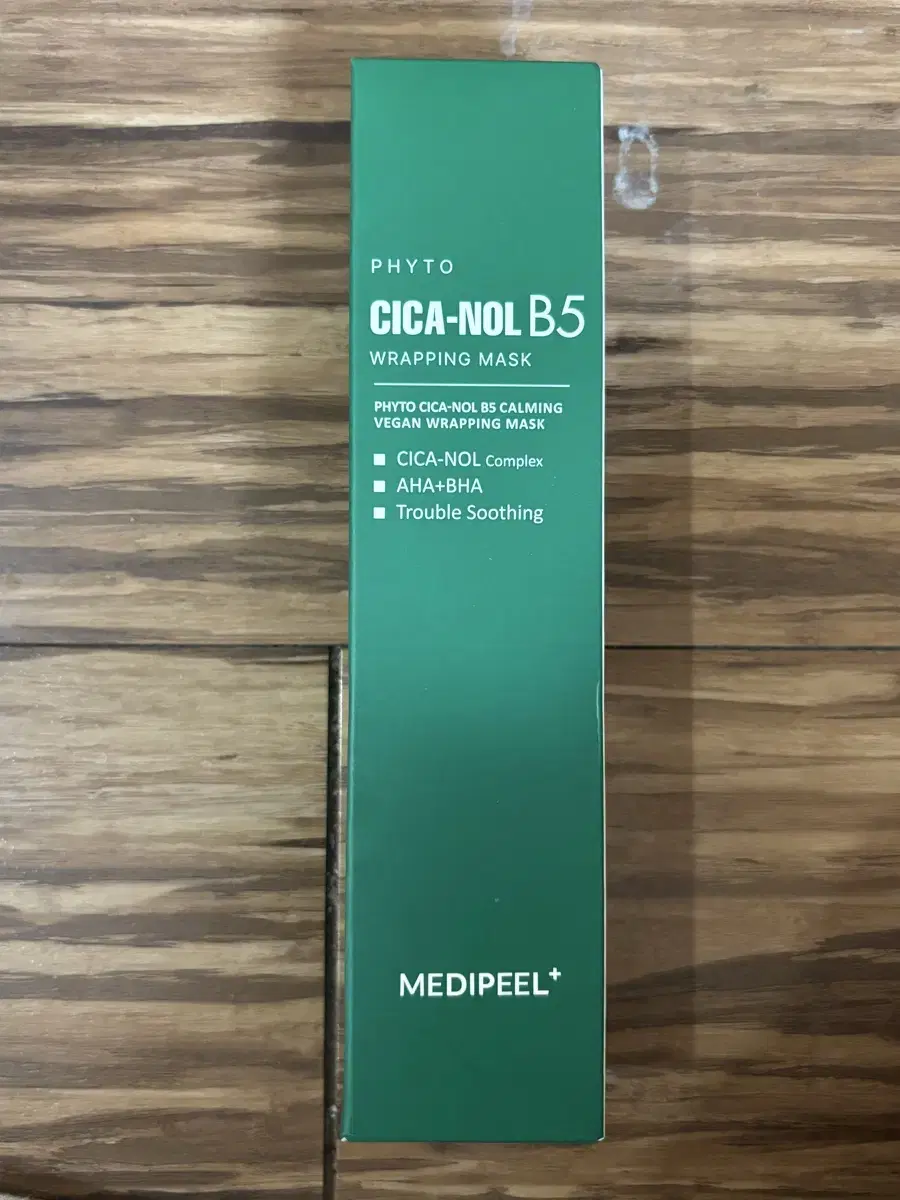 PHYTO
CICA-NOL B5
WRAPPING MASK
PHYTO CICA-NOL B5 CALMING
VEGAN WRAPPING MASK
■ CICA-NOL Complex
■ AHA+BHA
■ Trouble Soothing
MEDIPEEL+